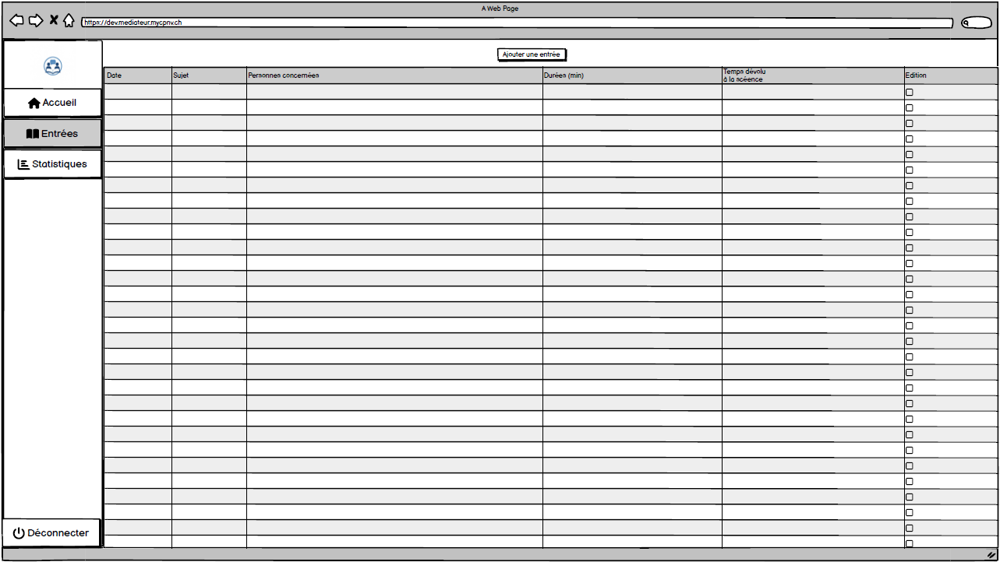 A Web Page
https://dev.mediateur.mycpnv.ch
Ajouter une entrée
Date Sujet Personnes concernées Durées (min) Temps dévolu
à la scéence
Edition
Accueil
Entrées
Statistiques
Déconnecter